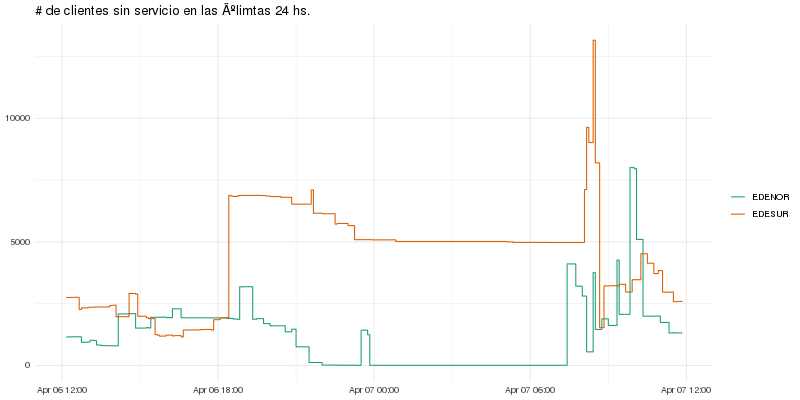 # de clientes sin servicio en las Ãºlimtas 24 hs.
10000
5000
0
Apr 06 12:00 Apr 06 18:00 Apr 07 00:00 Apr 07 06:00 Apr 07 12:00
EDENOR
EDESUR